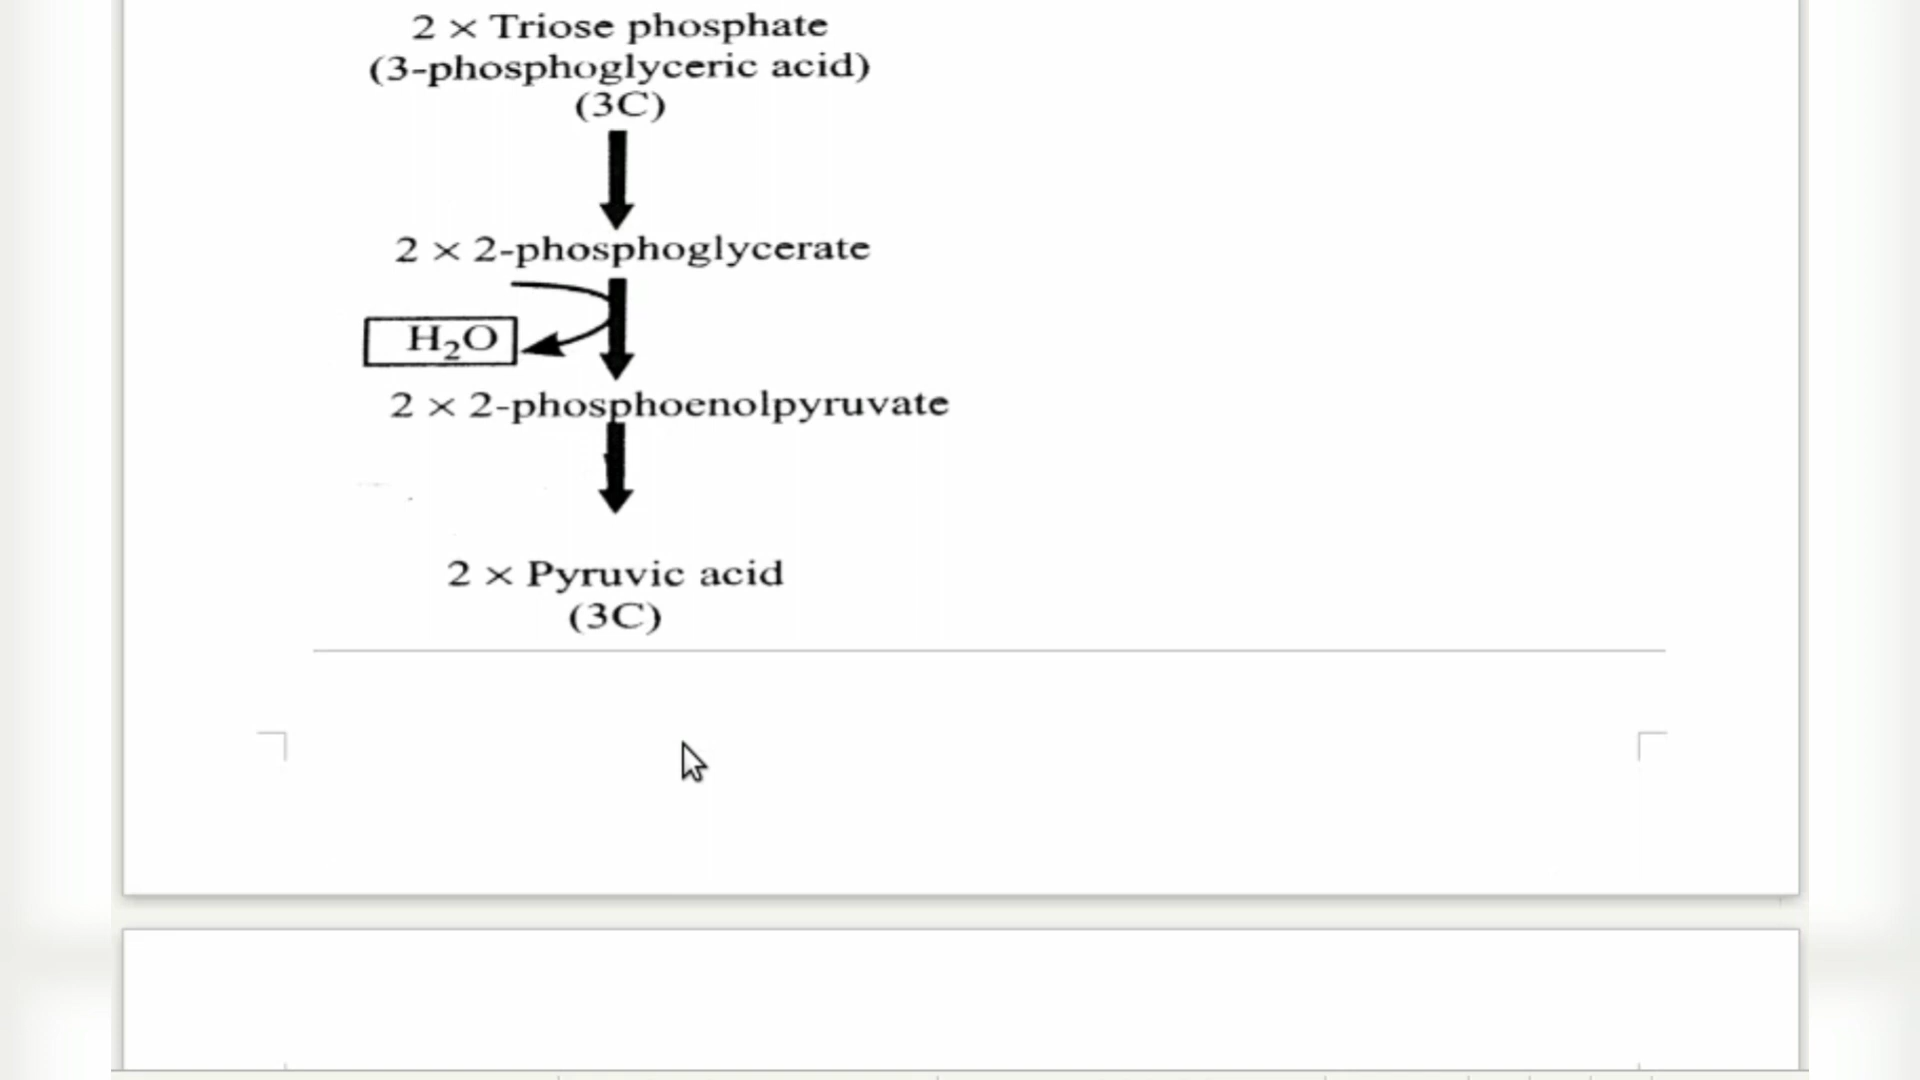 2 × Triose phosphate
(3-phosphoglyceric acid)
(3C)
2 × 2-phosphoglycerate
H₂O
2 × 2-phosphoenolpyruvate
2 × Pyruvic acid
(3C)